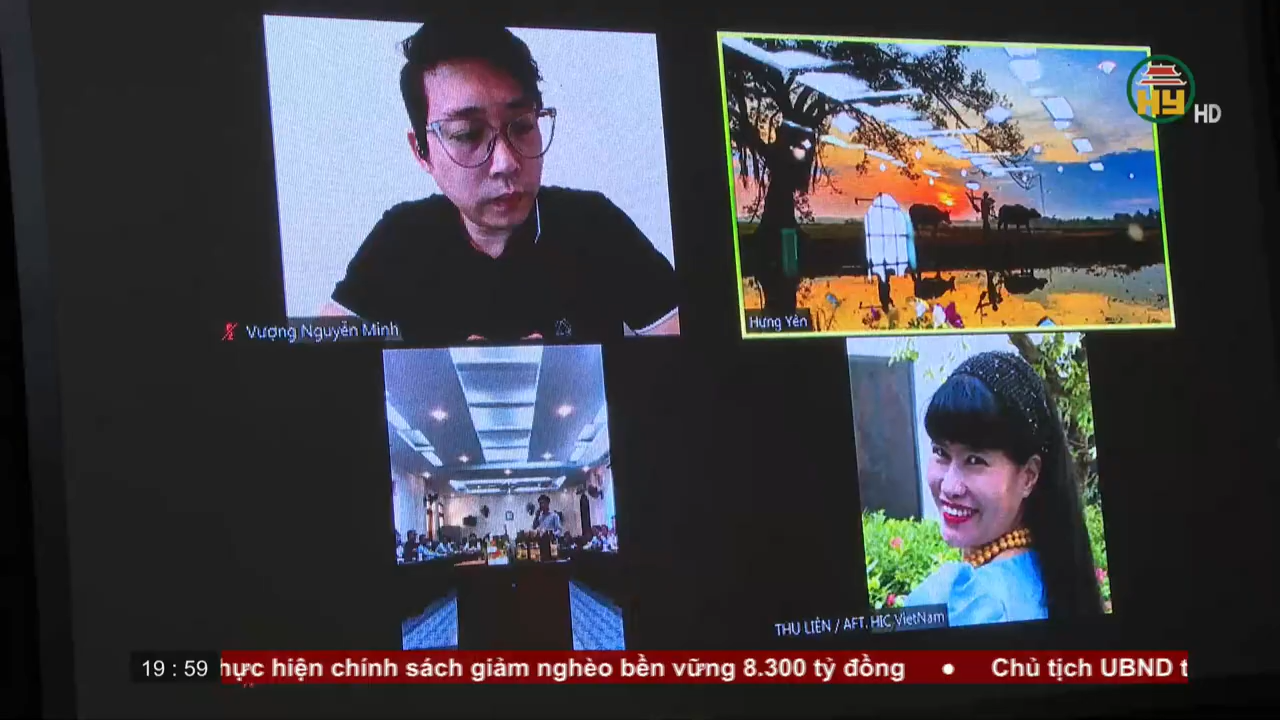 HY
HD
Vượng Nguyễn Minh
Hưng Yên
THU LIÊN / AFT. HIC VietNam
19 : 59
hực hiện chính sách giảm nghèo bền vững 8.300 tỷ đồng • Chủ tịch UBND t